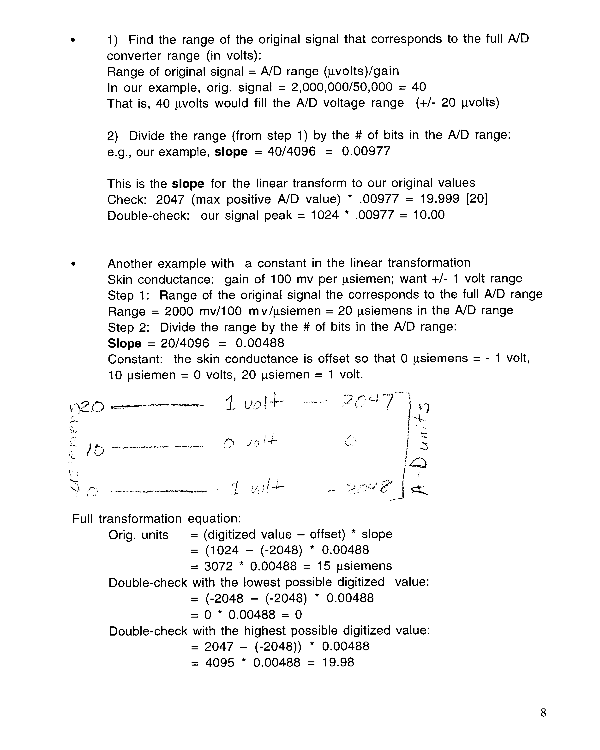 • 1) Find the range of the original signal that corresponds to the full A/D
converter range (in volts):
Range of original signal = A/D range (µvolts)/gain
In our example, orig. signal = 2,000,000/50,000 = 40
That is, 40 µvolts would fill the A/D voltage range (+/- 20 µvolts)
2) Divide the range (from step 1) by the # of bits in the A/D range:
e.g., our example, slope = 40/4096 = 0.00977
This is the slope for the linear transform to our original values
Check: 2047 (max positive A/D value) * .00977 = 19.999 [20]
Double-check: our signal peak = 1024 * .00977 = 10.00
• Another example with a constant in the linear transformation
Skin conductance: gain of 100 mv per µsiemen; want +/- 1 volt range
Step 1: Range of the original signal the corresponds to the full A/D range
Range = 2000 mv/100 mv/µsiemen = 20 µsiemens in the A/D range
Step 2: Divide the range by the # of bits in the A/D range:
Slope = 20/4096 = 0.00488
Constant: the skin conductance is offset so that 0 µsiemens = - 1 volt,
10 µsiemen = 0 volts, 20 µsiemen = 1 volt.
20 — 1 volt — 2047
10 — 0 volt 0
0 — - 1 volt - 2048
A-D units
Full transformation equation:
Orig. units = (digitized value – offset) * slope
= (1024 – (-2048) * 0.00488
= 3072 * 0.00488 = 15 µsiemens
Double-check with the lowest possible digitized value:
= (-2048 – (-2048) * 0.00488
= 0 * 0.00488 = 0
Double-check with the highest possible digitized value:
= 2047 – (-2048)) * 0.00488
= 4095 * 0.00488 = 19.98
8